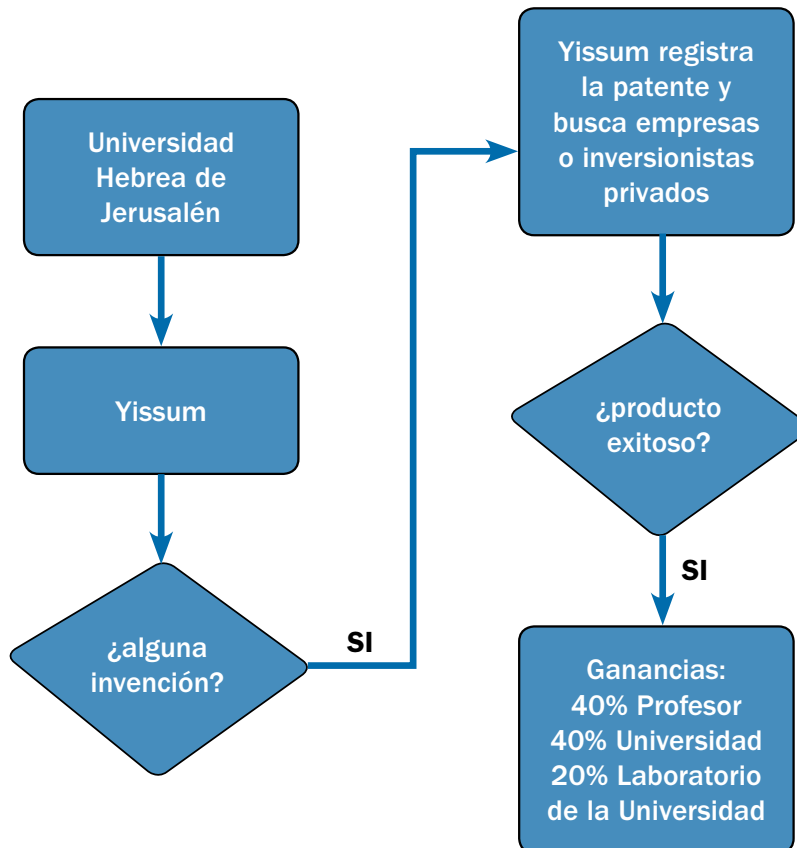 Universidad
Hebrea de
Jerusalén
Yissum
¿alguna
invención?
SI
Yissum registra
la patente y
busca empresas
o inversionistas
privados
¿producto
exitoso?
SI
Ganancias:
40% Profesor
40% Universidad
20% Laboratorio
de la Universidad